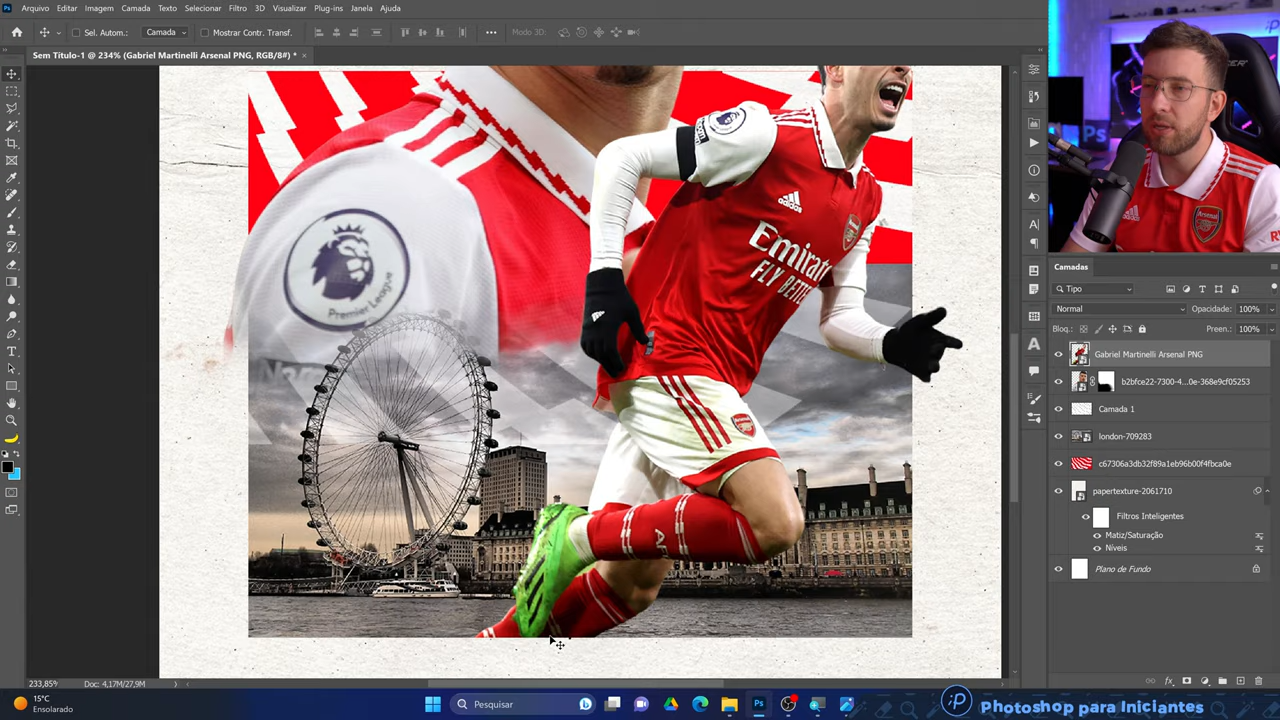 Arquivo Editar Imagem Camada Texto Selecionar Filtro 3D Visualizar Plug-ins Janela Ajuda
Sel. Autom.: Camada Mostrar Contr. Transf. ••• Modo 3D:
Sem Título-1 @ 234% (Gabriel Martinelli Arsenal PNG, RGB/8#) * ×
Premier League
adidas
Arsenal
Emirates
FLY BETTER
Arsenal
Camadas
Tipo
Normal Opacidade: 100%
Bloq.: Preen.: 100%
Gabriel Martinelli Arsenal PNG
b2bfce22-7300-4...0e-368e9cf05253
Camada 1
london-709283
c67306a3db32f89a1eb96b00f4fbca0e
papertexture-2061710
Filtros Inteligentes
Matiz/Saturação
Níveis
Plano de Fundo
233,85% Doc: 4,17M/27,9M
15°C
Ensolarado
Pesquisar
Photoshop para Iniciantes